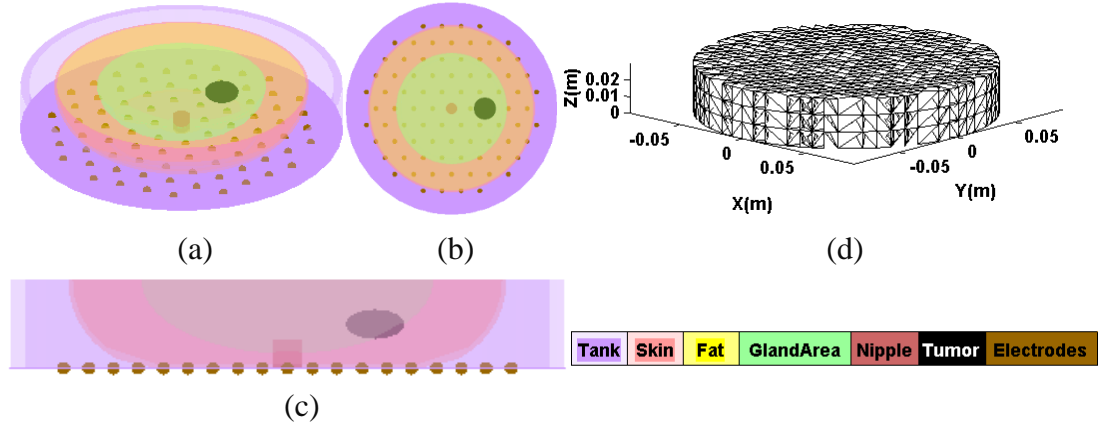 (a)
(b)
Z(m)
0.02
0.01
0
-0.05
0
0.05
X(m)
-0.05
0
0.05
Y(m)
(d)
(c)
Tank Skin Fat GlandArea Nipple Tumor Electrodes